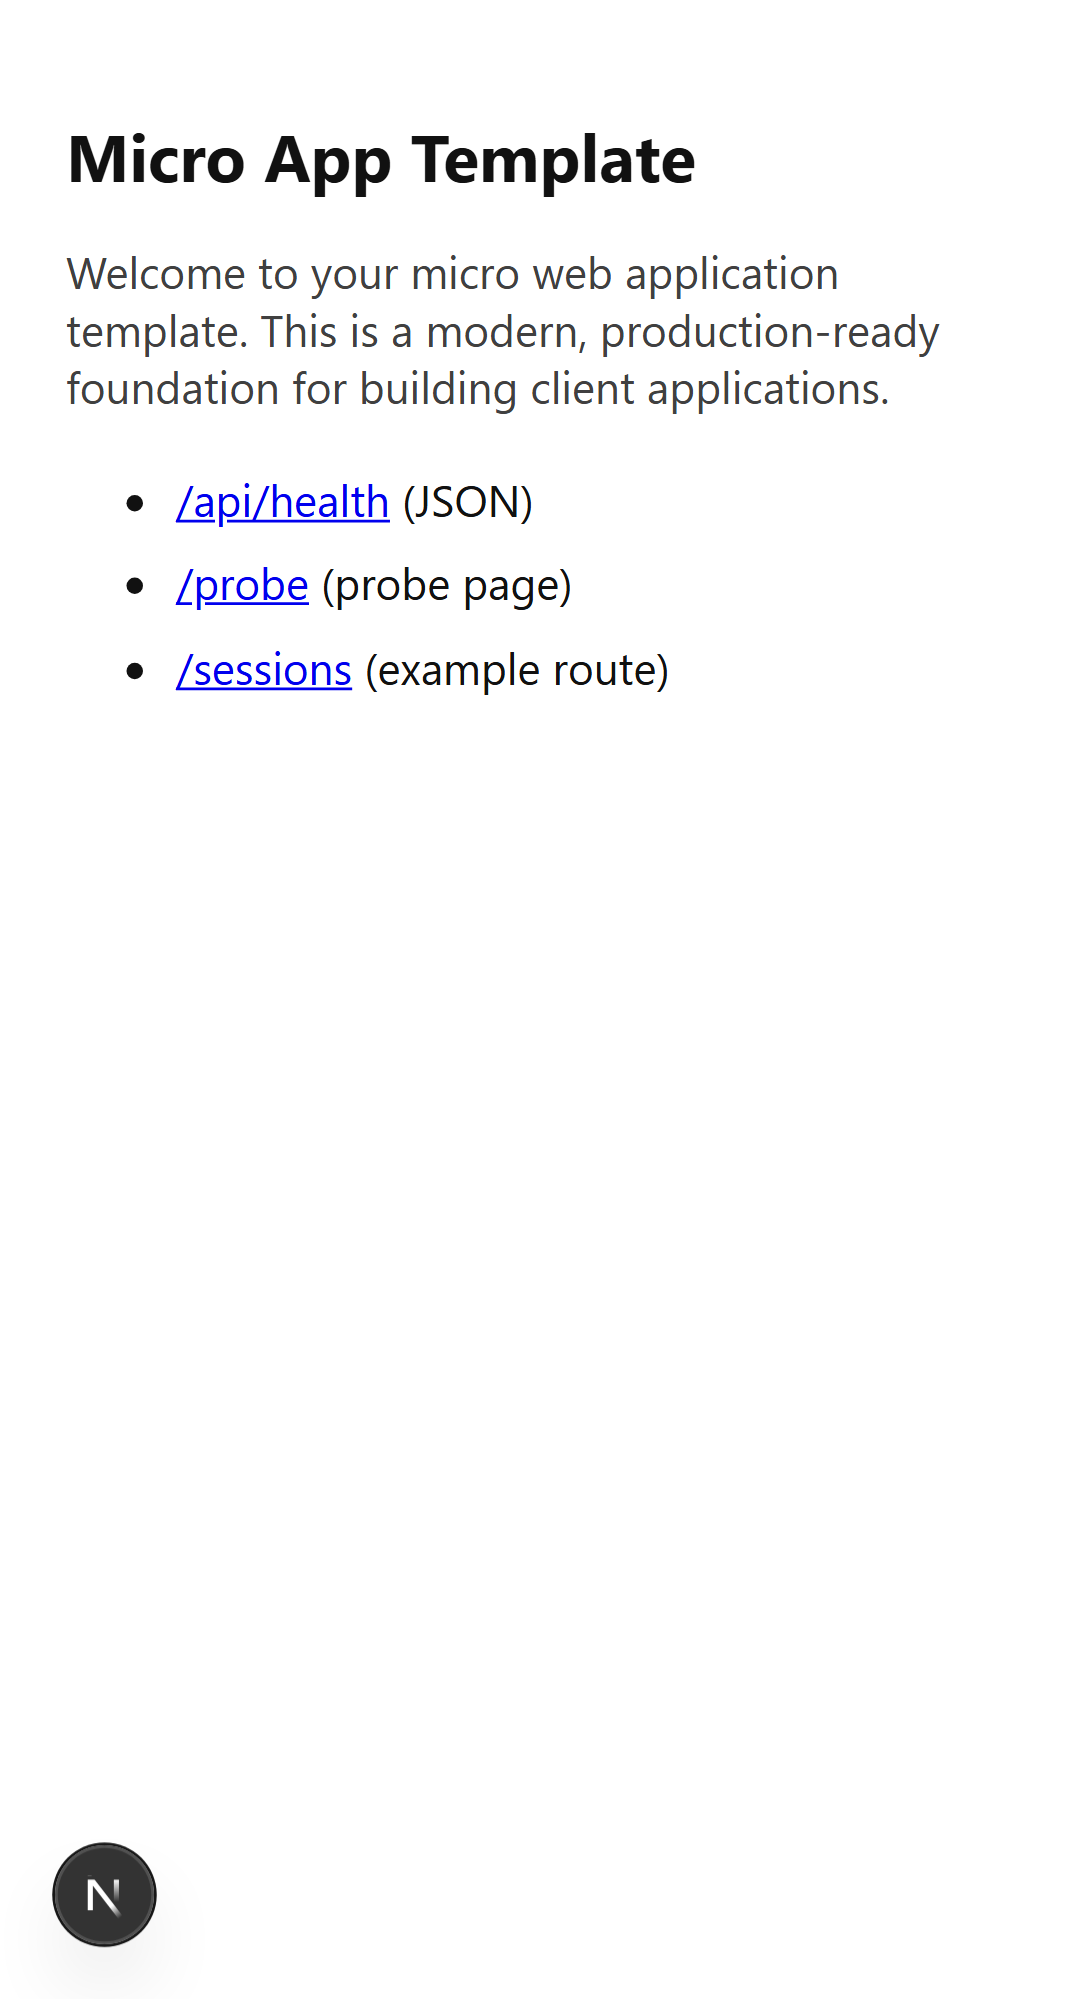 Micro App Template
Welcome to your micro web application
template. This is a modern, production-ready
foundation for building client applications.
/api/health (JSON)
/probe (probe page)
/sessions (example route)
N